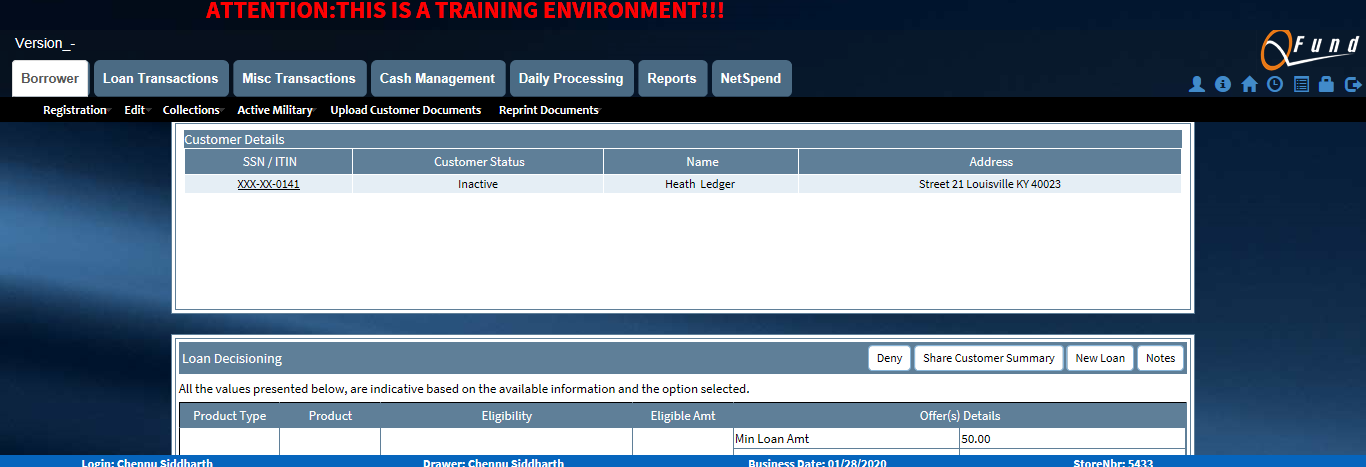 ATTENTION:THIS IS A TRAINING ENVIRONMENT!!!
Version_-
QFund
Borrower Loan Transactions Misc Transactions Cash Management Daily Processing Reports NetSpend
Registration Edit Collections Active Military Upload Customer Documents Reprint Documents
Customer Details
SSN / ITIN Customer Status Name Address
XXX-XX-0141 Inactive Heath Ledger Street 21 Louisville KY 40023
Loan Decisioning Deny Share Customer Summary New Loan Notes
All the values presented below, are indicative based on the available information and the option selected.
Product Type Product Eligibility Eligible Amt Offer(s) Details
Min Loan Amt 50.00
Login: Chennu Siddharth Drawer: Chennu Siddharth Business Date: 01/28/2020 StoreNbr: 5433